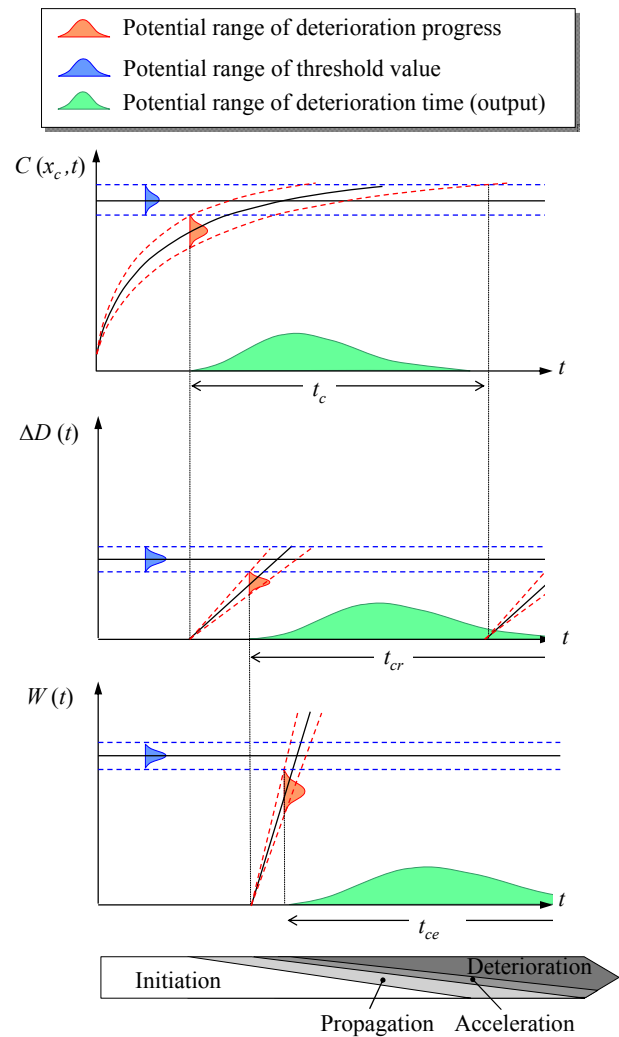 Potential range of deterioration progress
Potential range of threshold value
Potential range of deterioration time (output)
C (x_c, t)
t
t_c
ΔD (t)
t
t_cr
W (t)
t
t_ce
Initiation
Deterioration
Propagation
Acceleration